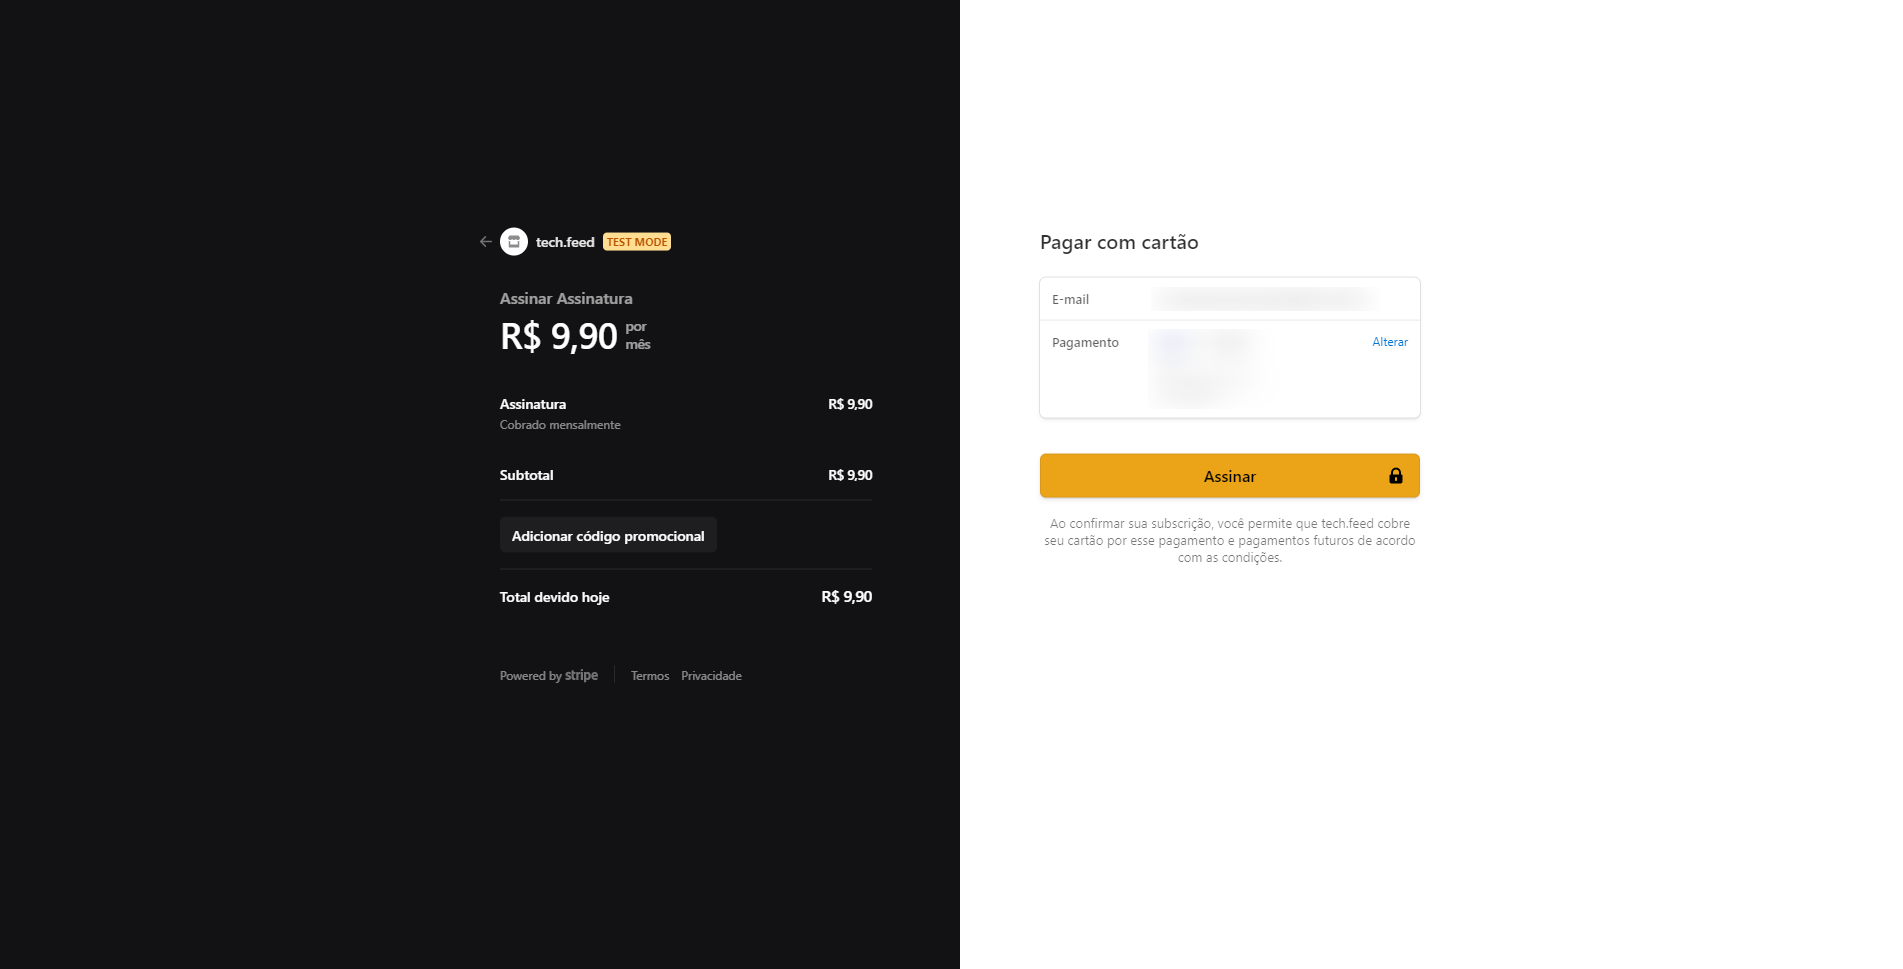 tech.feed TEST MODE
Assinar Assinatura
R$ 9,90 por
mês
Assinatura R$ 9,90
Cobrado mensalmente
Subtotal R$ 9,90
Adicionar código promocional
Total devido hoje R$ 9,90
Powered by stripe Termos Privacidade
Pagar com cartão
E-mail
Pagamento Alterar
Assinar
Ao confirmar sua subscrição, você permite que tech.feed cobre
seu cartão por esse pagamento e pagamentos futuros de acordo
com as condições.